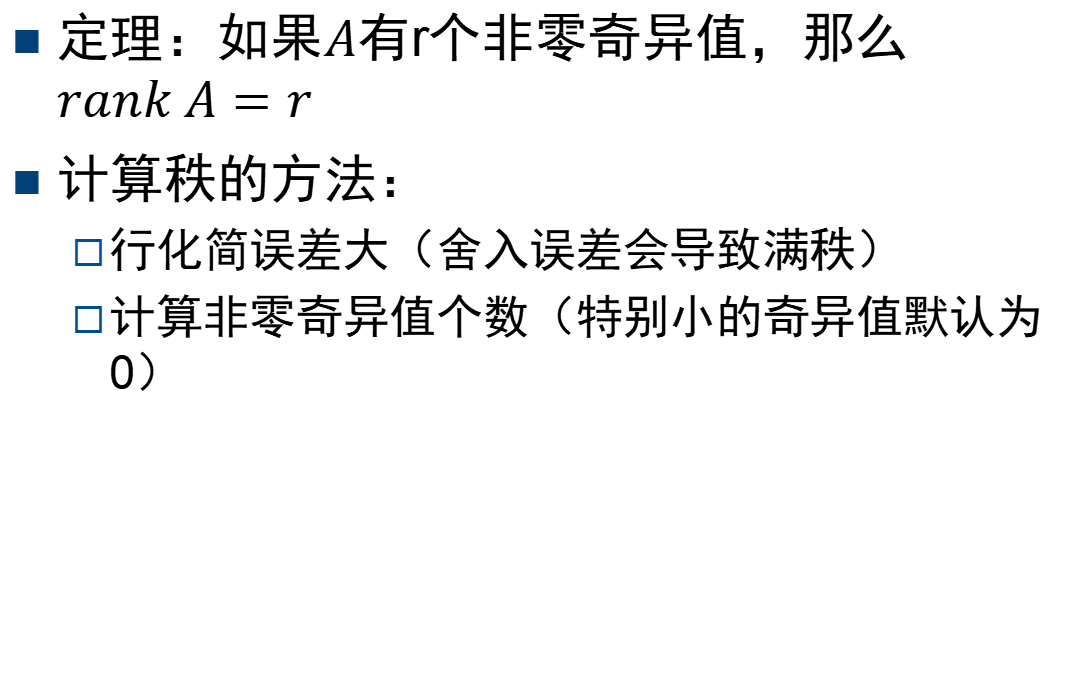 定理：如果A有r个非零奇异值，那么
rank A = r
计算秩的方法：
行化简误差大（舍入误差会导致满秩）
计算非零奇异值个数（特别小的奇异值默认为
0）